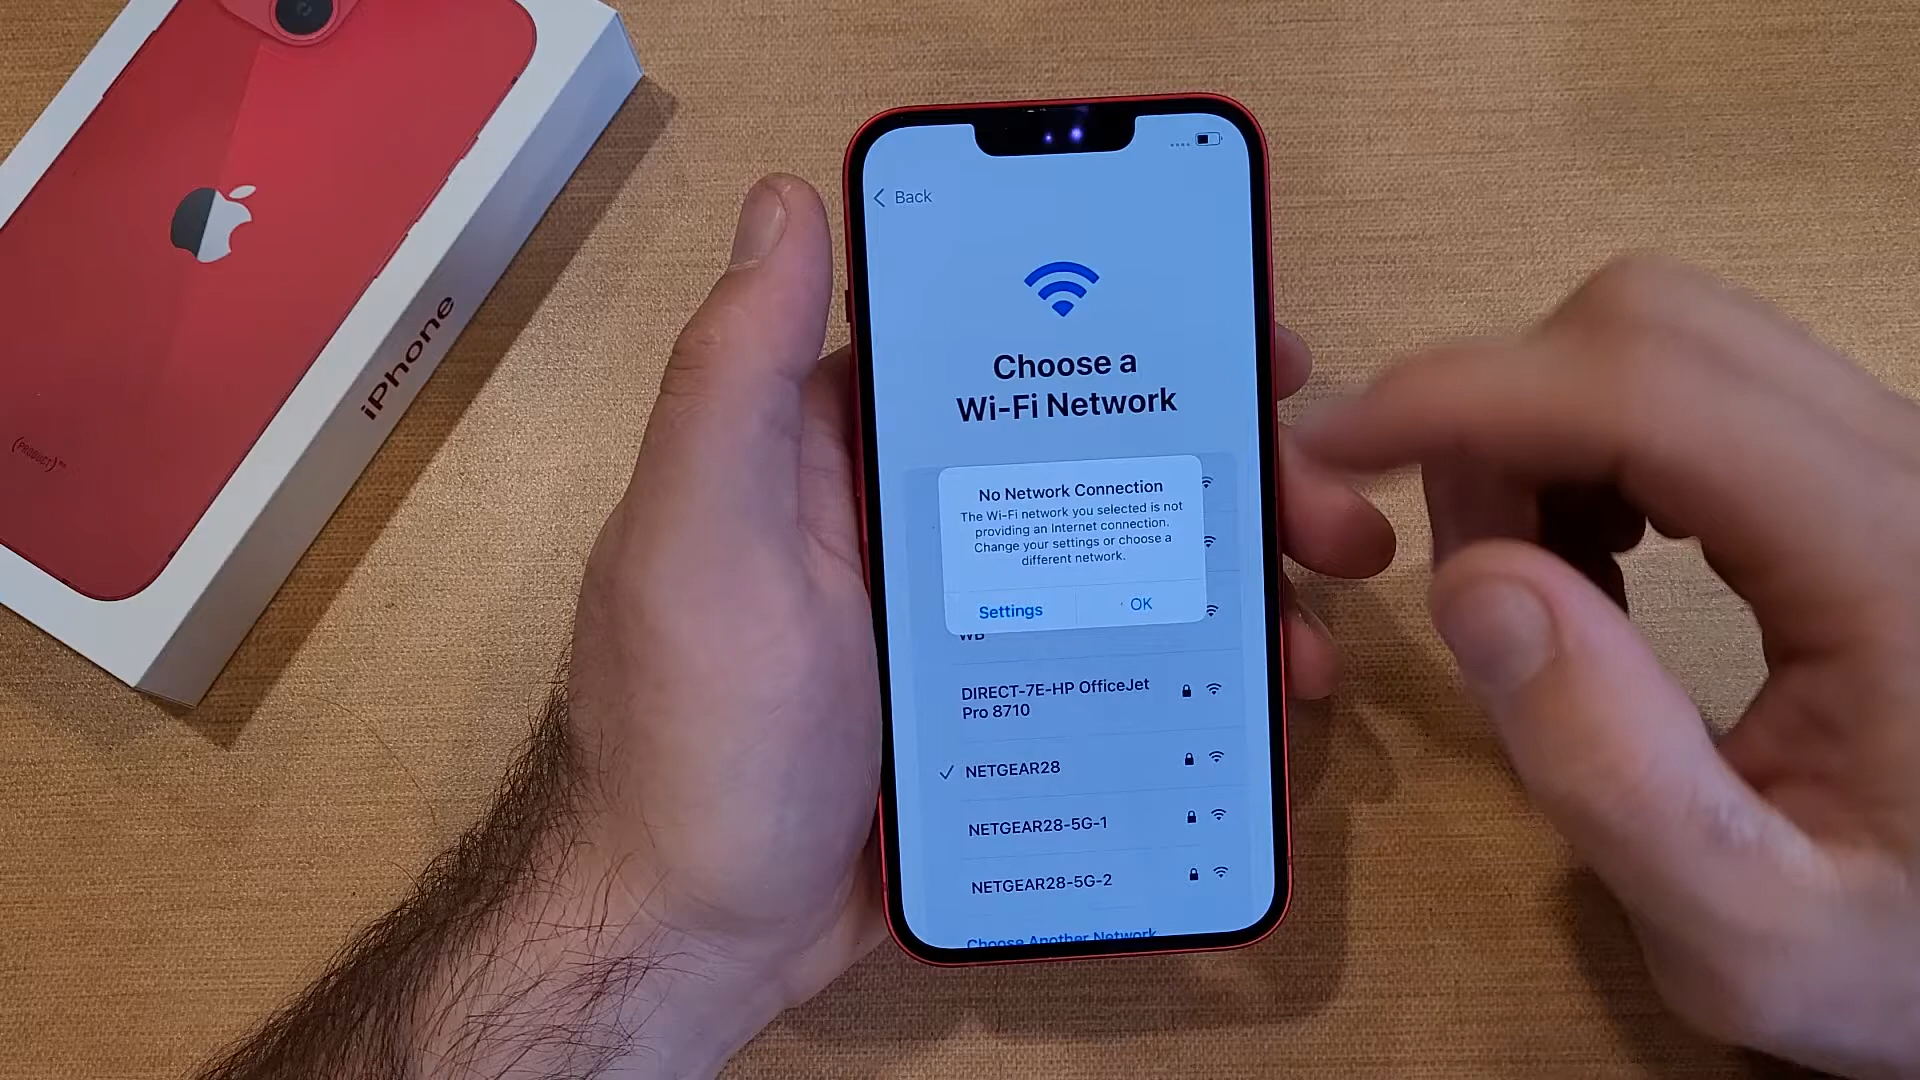 iPhone
(PRODUCT)
Back
Choose a
Wi-Fi Network
No Network Connection
The Wi-Fi network you selected is not
providing an Internet connection.
Change your settings or choose a
different network.
Settings
OK
WB
DIRECT-7E-HP OfficeJet
Pro 8710
NETGEAR28
NETGEAR28-5G-1
NETGEAR28-5G-2
Choose Another Network